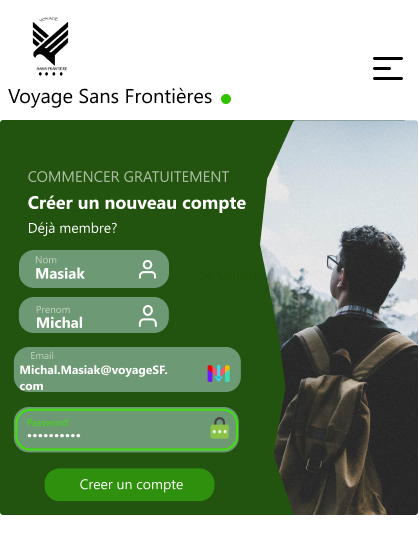 VOYAGE
SANS FRONTIÈRE
Voyage Sans Frontières
COMMENCER GRATUITEMENT
Créer un nouveau compte
Déjà membre?
Nom
Masiak
Prenom
Michal
Email
Michal.Masiak@voyageSF.
com
Password
••••••••••
Creer un compte